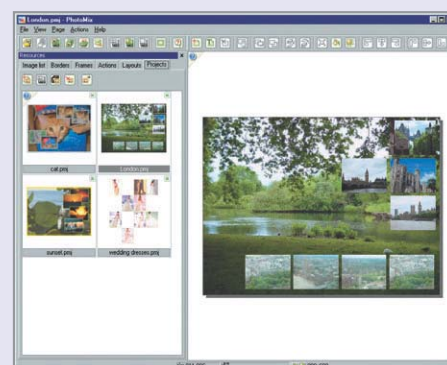 London.pmj - PhotoMix
File View Page Actions Help
Resources
Image list Borders Frames Actions Layouts Projects
cat.pmj London.pmj
sunset.pmj wedding dresses.pmj